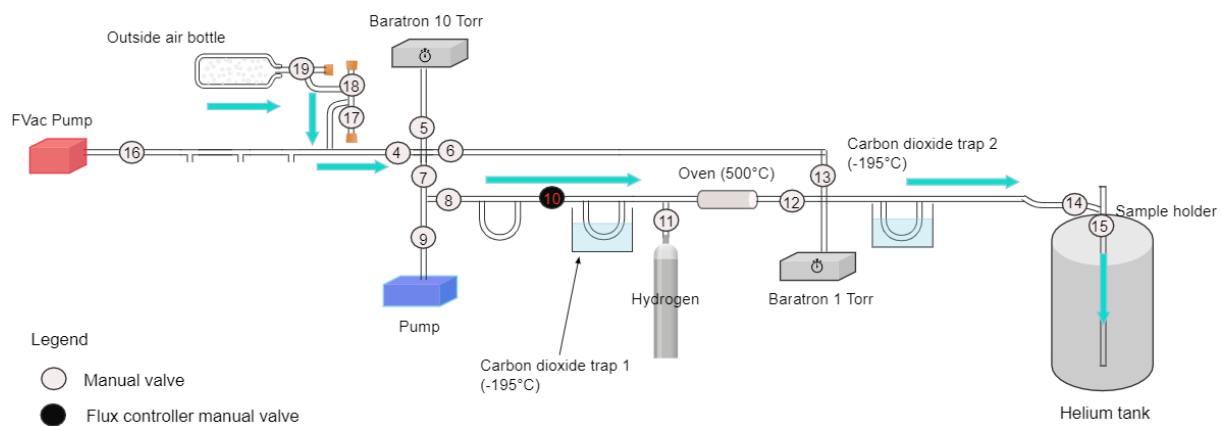 Baratron 10 Torr
Outside air bottle
19
18
17
FVac Pump
16
5
4
6
7
Carbon dioxide trap 2
(-195°C)
Oven (500°C)
13
8
10
12
14
Sample holder
15
11
9
Hydrogen
Baratron 1 Torr
Pump
Legend
Carbon dioxide trap 1
(-195°C)
Manual valve
Flux controller manual valve
Helium tank